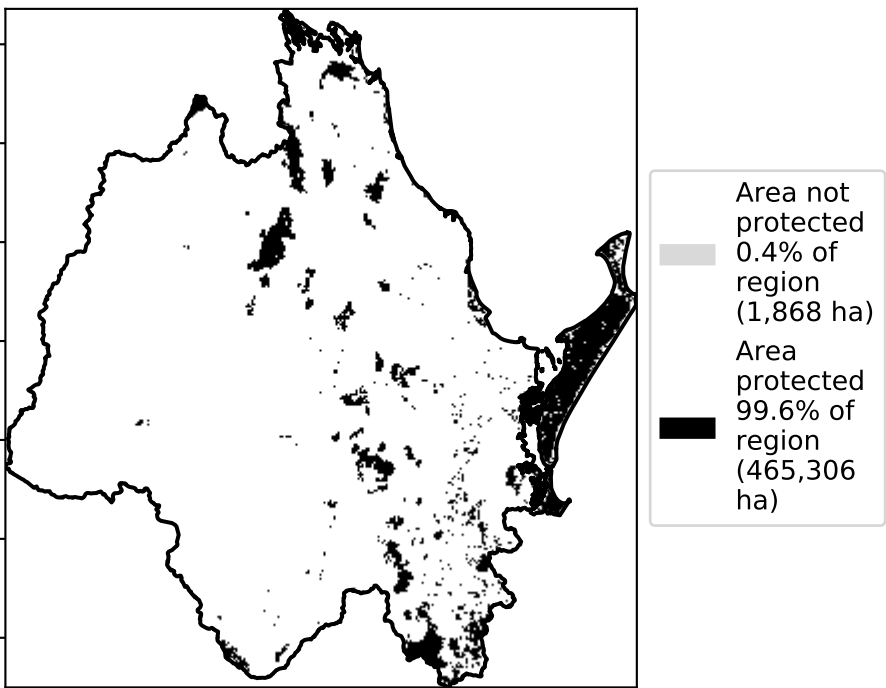 Area not
protected
0.4% of
region
(1,868 ha)
Area
protected
99.6% of
region
(465,306
ha)